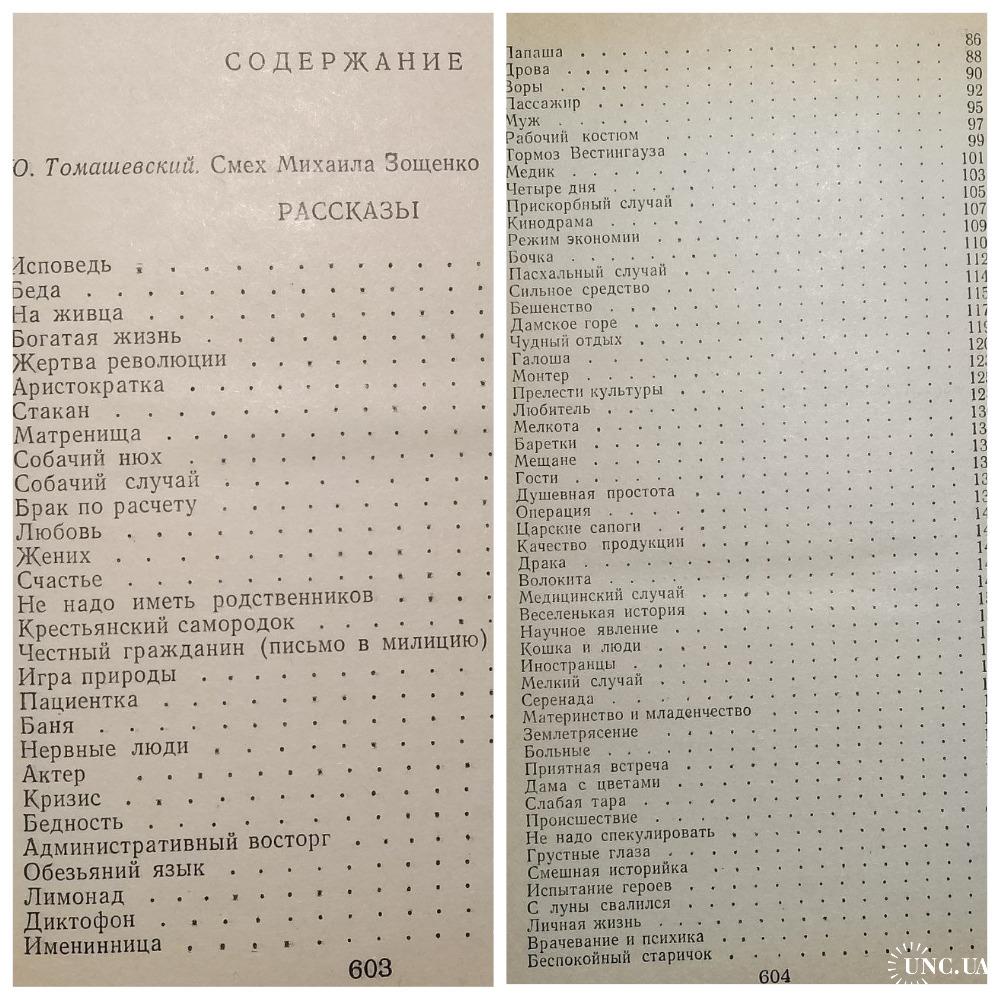 СОДЕРЖАНИЕ
Ю. Томашевский. Смех Михаила Зощенко
РАССКАЗЫ
Исповедь
Беда
На живца
Богатая жизнь
Жертва революции
Аристократка
Стакан
Матренища
Собачий нюх
Собачий случай
Брак по расчету
Любовь
Жених
Счастье
Не надо иметь родственников
Крестьянский самородок
Честный гражданин (письмо в милицию)
Игра природы
Пациентка
Баня
Нервные люди
Актер
Кризис
Бедность
Административный восторг
Обезьяний язык
Лимонад
Диктофон
Именинница
603
Папаша 86
Дрова 88
Воры 90
Пассажир 92
Муж 95
Рабочий костюм 97
Тормоз Вестингауза 99
Медик 101
Четыре дня 103
Прискорбный случай 105
Кинодрама 107
Режим экономии 109
Бочка 110
Пасхальный случай 112
Сильное средство 114
Бешенство 115
Дамское горе 117
Чудный отдых 119
Галоша 120
Монтер
Прелести культуры
Любитель
Мелкота
Баретки
Мещане
Гости
Душевная простота
Операция
Царские сапоги
Качество продукции
Драка
Волокита
Медицинский случай
Веселенькая история
Научное явление
Кошка и люди
Иностранцы
Мелкий случай
Серенада
Материнство и младенчество
Землетрясение
Больные
Приятная встреча
Дама с цветами
Слабая тара
Происшествие
Не надо спекулировать
Грустные глаза
Смешная историйка
Испытание героев
С луны свалился
Личная жизнь
Врачевание и психика
Беспокойный старичок
604
UNC.UA